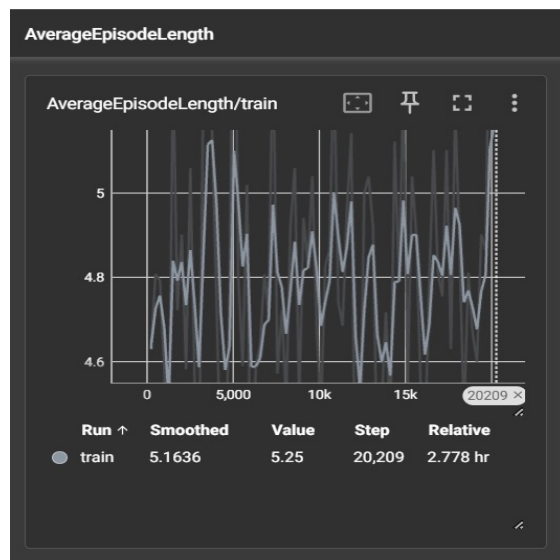 AverageEpisodeLength
AverageEpisodeLength/train
5
4.8
4.6
0 5,000 10k 15k 20209 ×
Run ↑ Smoothed Value Step Relative
train 5.1636 5.25 20,209 2.778 hr